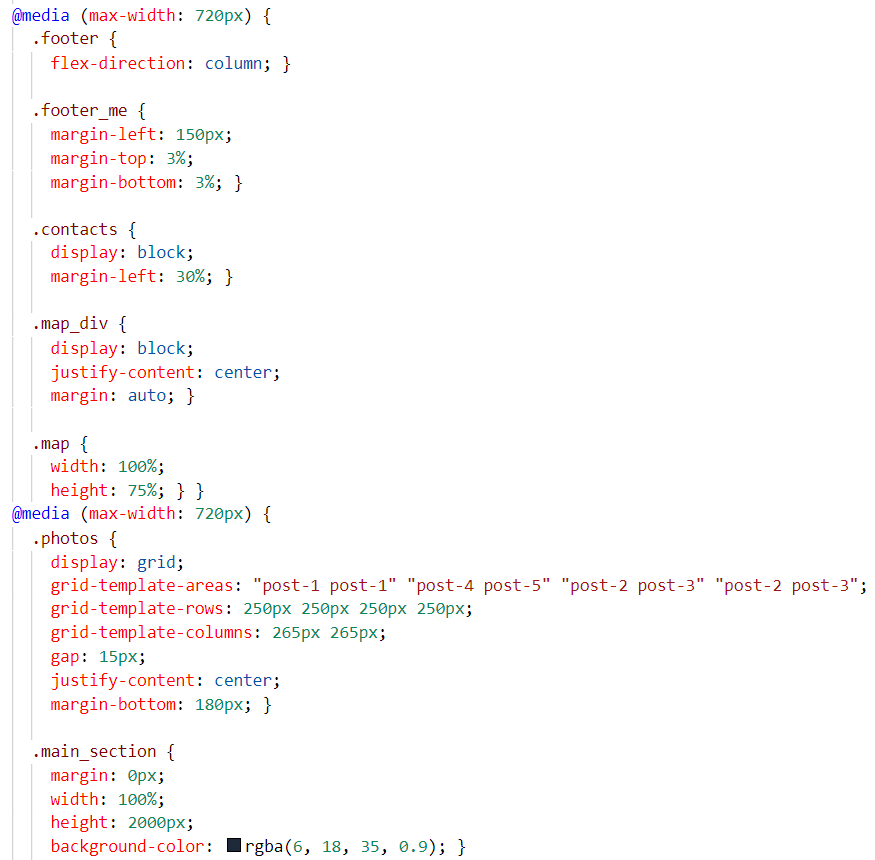 @media (max-width: 720px) {
.footer {
flex-direction: column; }
.footer_me {
margin-left: 150px;
margin-top: 3%;
margin-bottom: 3%; }
.contacts {
display: block;
margin-left: 30%; }
.map_div {
display: block;
justify-content: center;
margin: auto; }
.map {
width: 100%;
height: 75%; } }
@media (max-width: 720px) {
.photos {
display: grid;
grid-template-areas: "post-1 post-1" "post-4 post-5" "post-2 post-3" "post-2 post-3";
grid-template-rows: 250px 250px 250px 250px;
grid-template-columns: 265px 265px;
gap: 15px;
justify-content: center;
margin-bottom: 180px; }
.main_section {
margin: 0px;
width: 100%;
height: 2000px;
background-color: rgba(6, 18, 35, 0.9); }